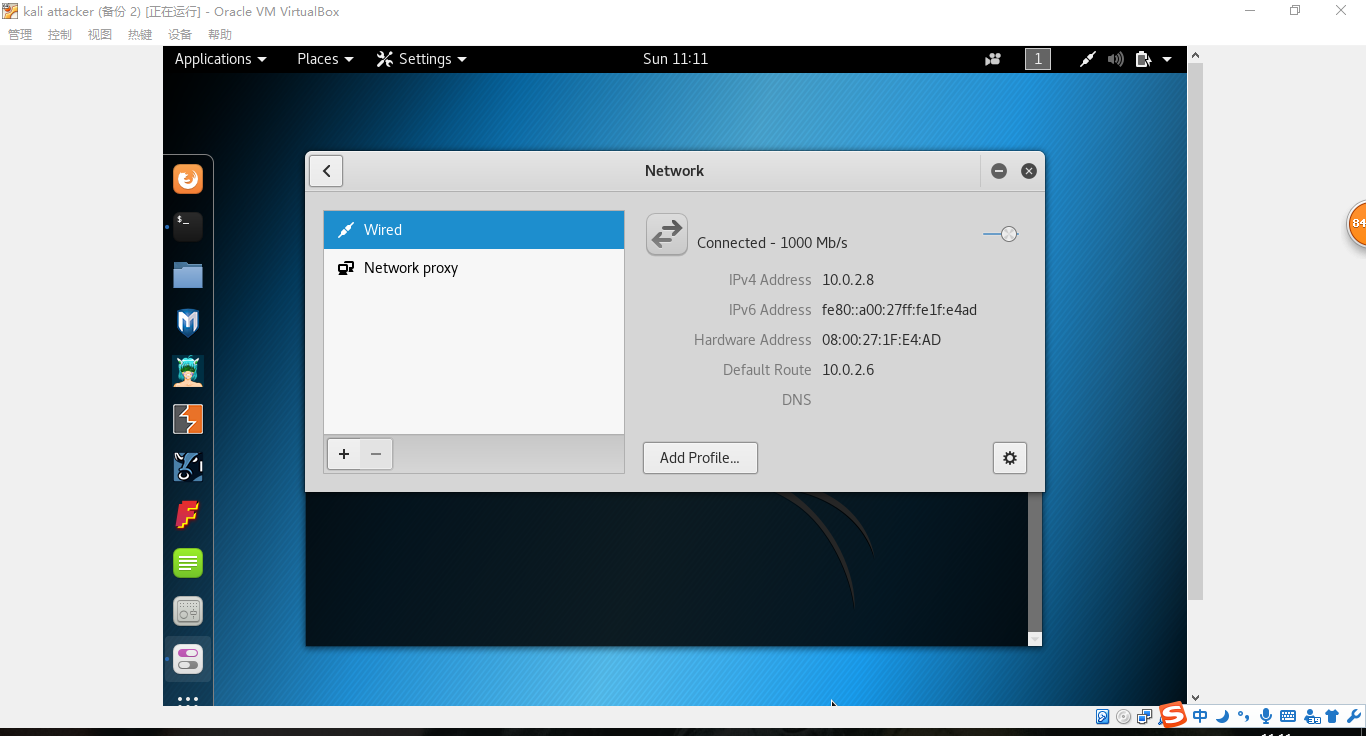 kali attacker (备份 2) [正在运行] - Oracle VM VirtualBox
管理 控制 视图 热键 设备 帮助
Applications Places Settings Sun 11:11 1
Network
Wired
Network proxy
Connected - 1000 Mb/s
IPv4 Address 10.0.2.8
IPv6 Address fe80::a00:27ff:fe1f:e4ad
Hardware Address 08:00:27:1F:E4:AD
Default Route 10.0.2.6
DNS
Add Profile...
84
中